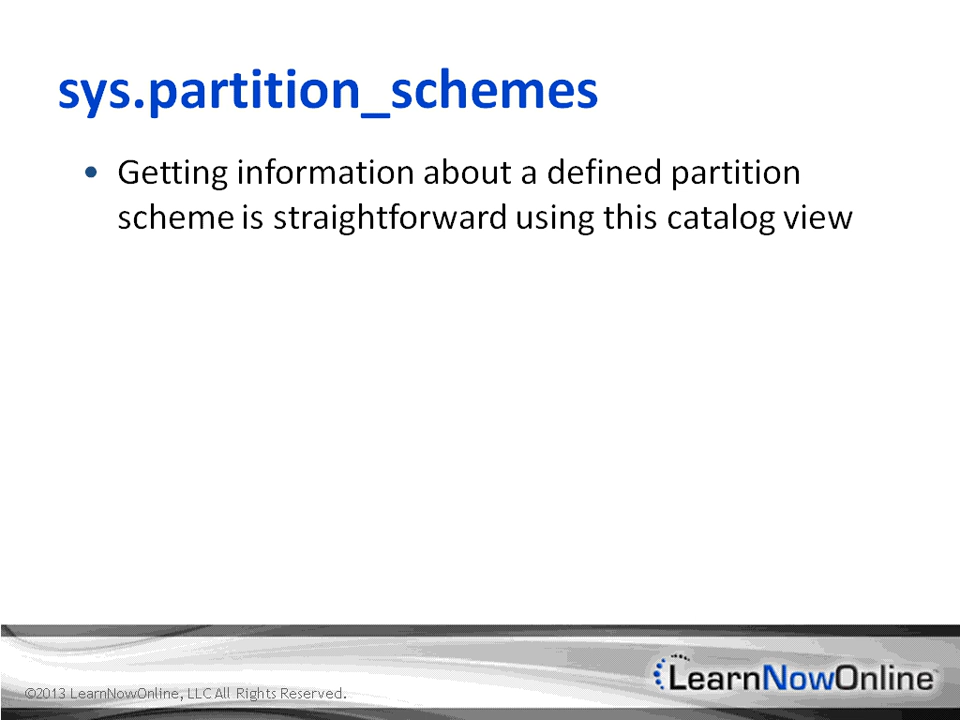 sys.partition_schemes
• Getting information about a defined partition
scheme is straightforward using this catalog view
©2013 LearnNowOnline, LLC All Rights Reserved.
LearnNowOnline